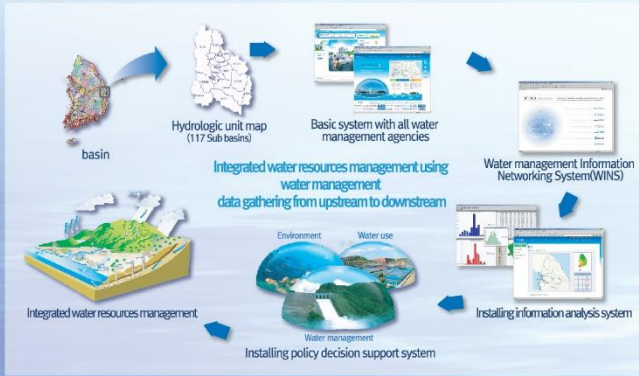 basin
Hydrologic unit map
(117 Sub basins)
Basic system with all water
management agencies
Water management Information
Networking System(WINS)
Integrated water resources management using
water management
data gathering from upstream to downstream
Environment
Water use
Water management
Installing information analysis system
Installing policy decision support system
Integrated water resources management